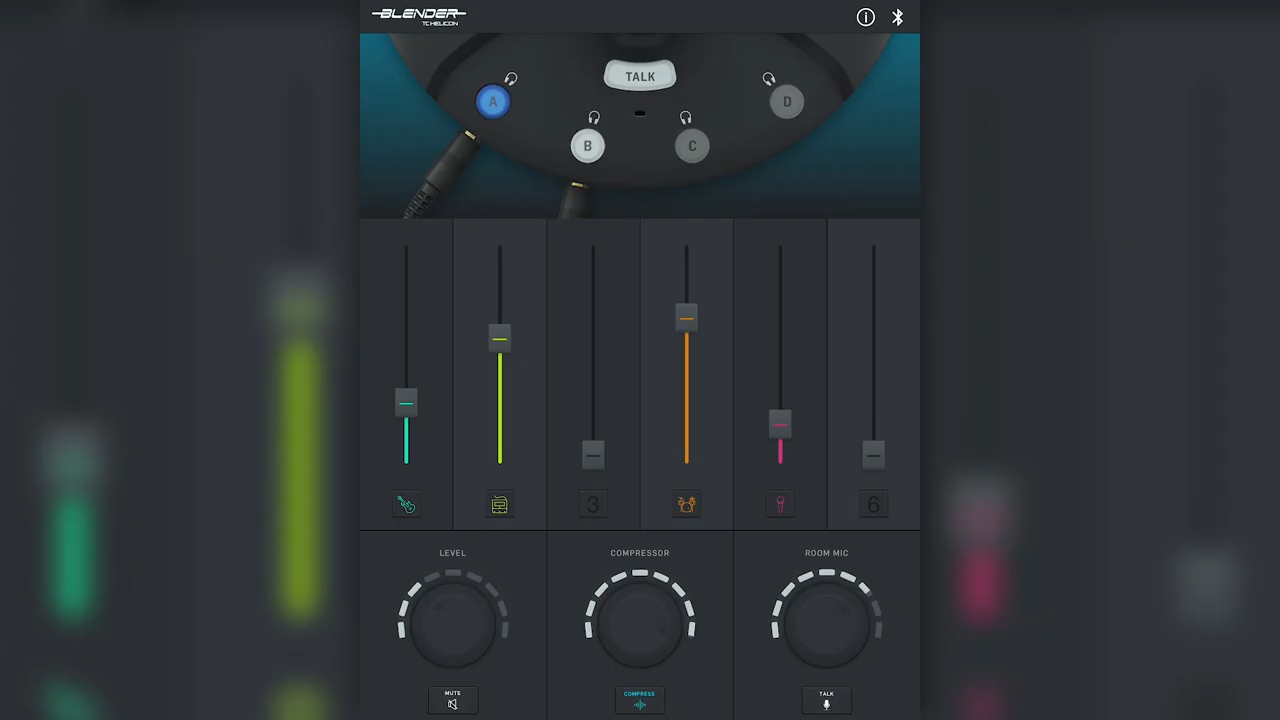 BLENDER
TC HELICON
TALK
A
D
B
C
3
6
LEVEL
COMPRESSOR
ROOM MIC
MUTE
COMPRESS
TALK